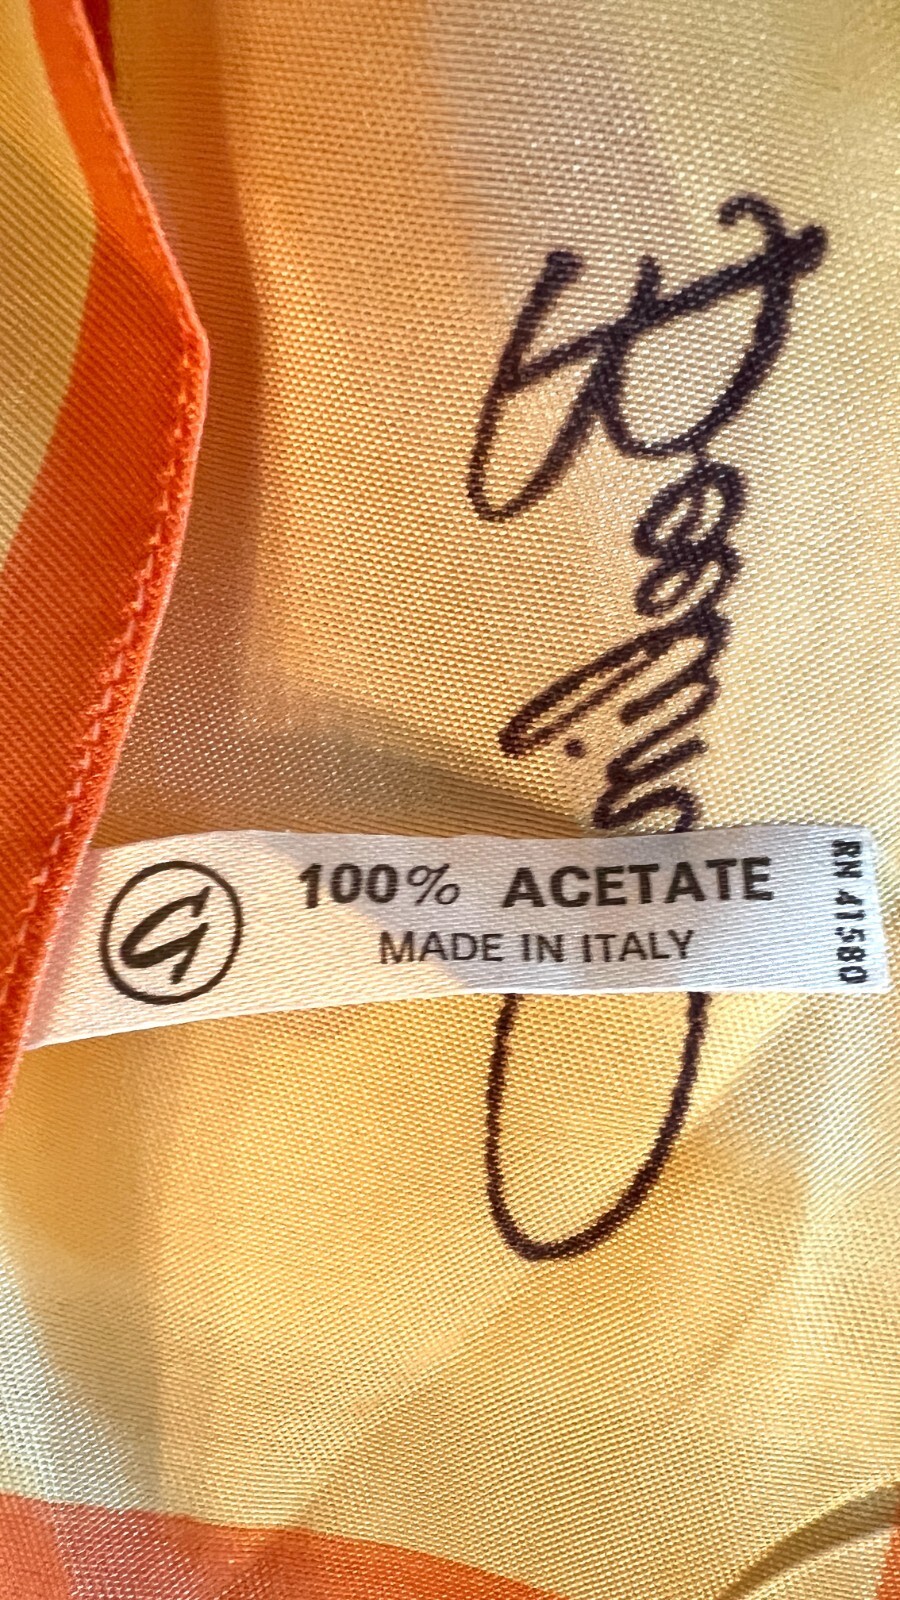 100% ACETATE
MADE IN ITALY
RN 41580